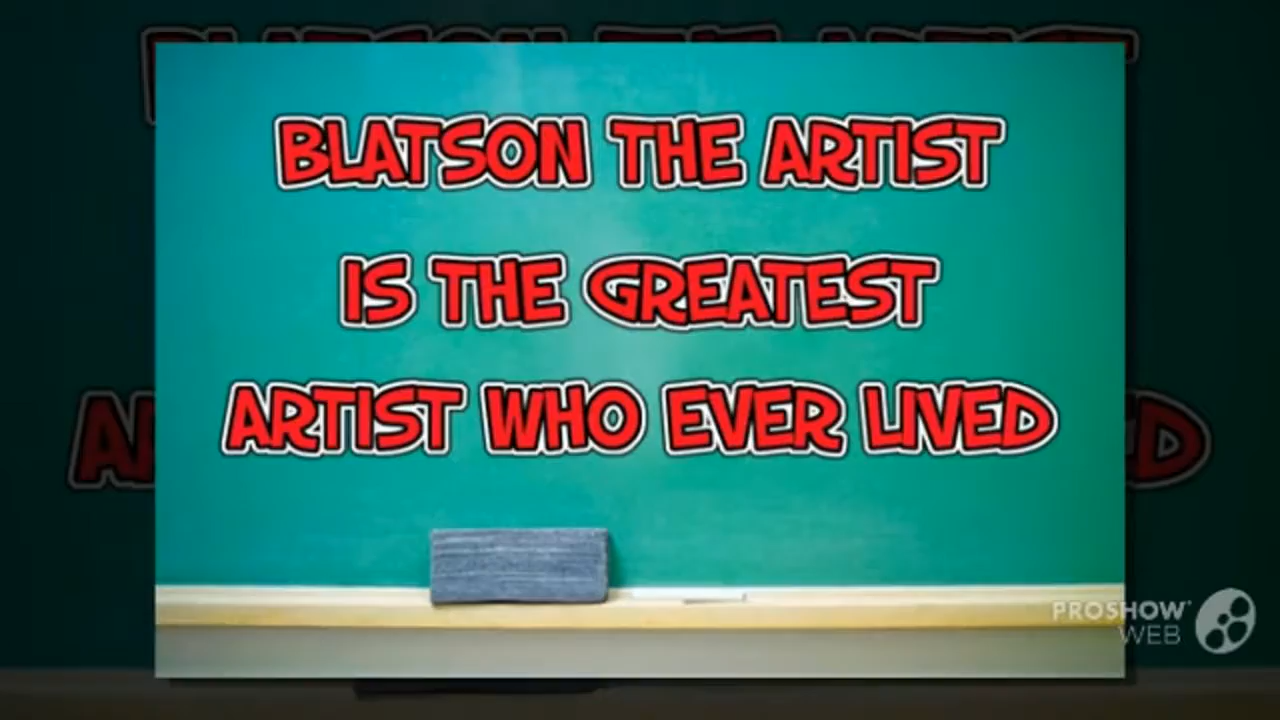 BLATSON THE ARTIST
IS THE GREATEST
ARTIST WHO EVER LIVED
PROSHOW
WEB